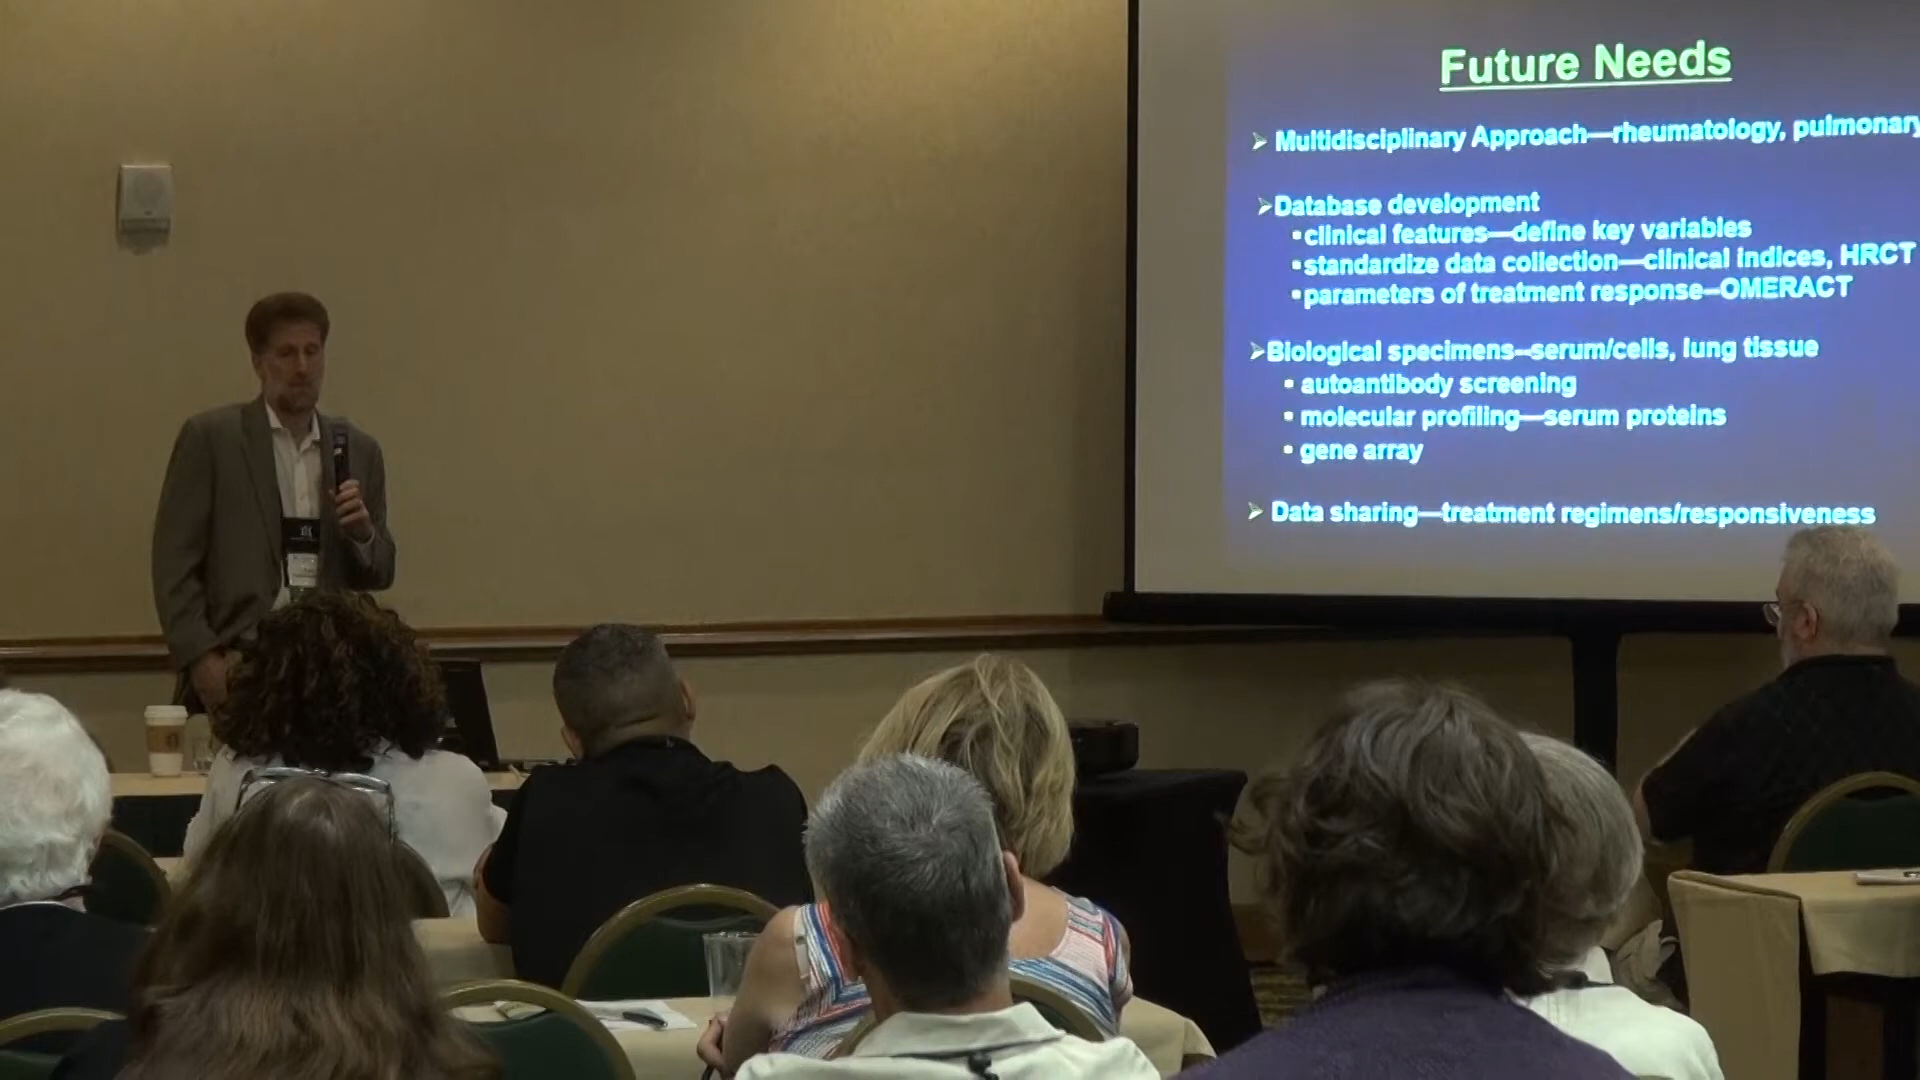 Future Needs
➢ Multidisciplinary Approach—rheumatology, pulmonary
➢Database development
▪clinical features—define key variables
▪standardize data collection—clinical indices, HRCT
▪parameters of treatment response–OMERACT
➢Biological specimens–serum/cells, lung tissue
▪ autoantibody screening
▪ molecular profiling—serum proteins
▪ gene array
➢ Data sharing—treatment regimens/responsiveness